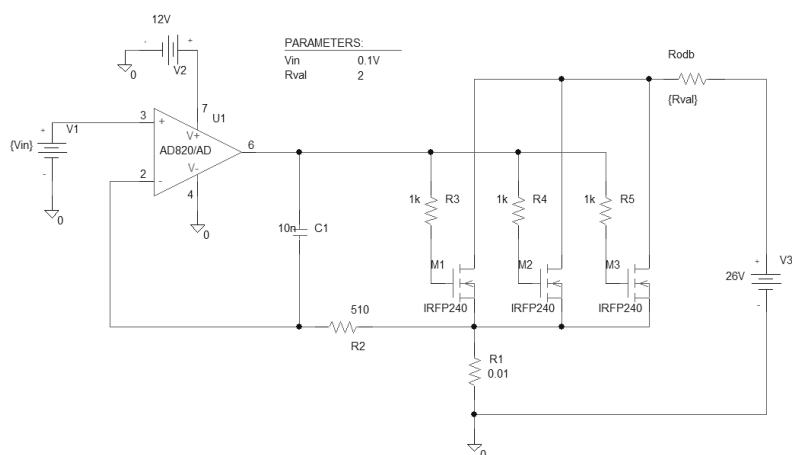 12V
- +
V2
0
PARAMETERS:
Vin 0.1V
Rval 2
Rodb
{Rval}
7 U1
3 +
V+
AD820/AD
V-
6
2 -
4
0
+ V1
{Vin}
-
0
1k R3
1k R4
1k R5
10n C1
M1
M2
M3
IRFP240
IRFP240
IRFP240
+ V3
26V
-
510
R2
R1
0.01
0